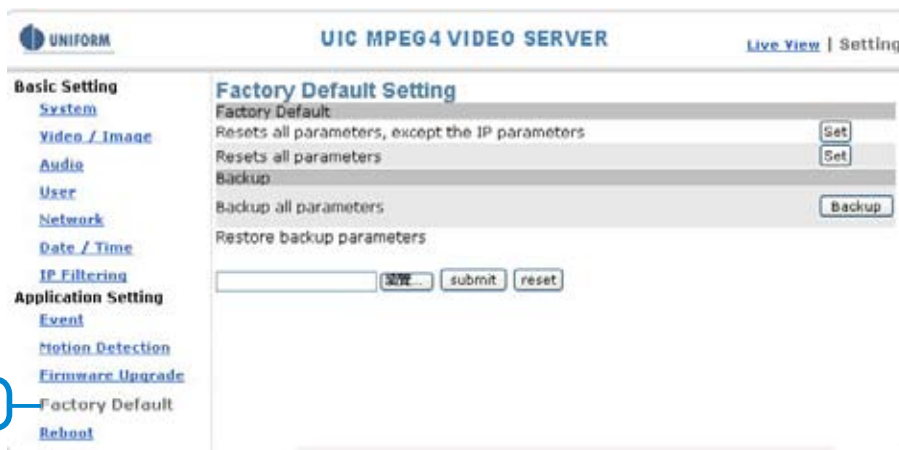 UNIFORM
UIC MPEG4 VIDEO SERVER
Live View | Setting
Basic Setting
System
Video / Image
Audio
User
Network
Date / Time
IP Filtering
Application Setting
Event
Motion Detection
Firmware Upgrade
Factory Default
Reboot
Factory Default Setting
Factory Default
Resets all parameters, except the IP parameters Set
Resets all parameters Set
Backup
Backup all parameters Backup
Restore backup parameters
瀏覽... submit reset